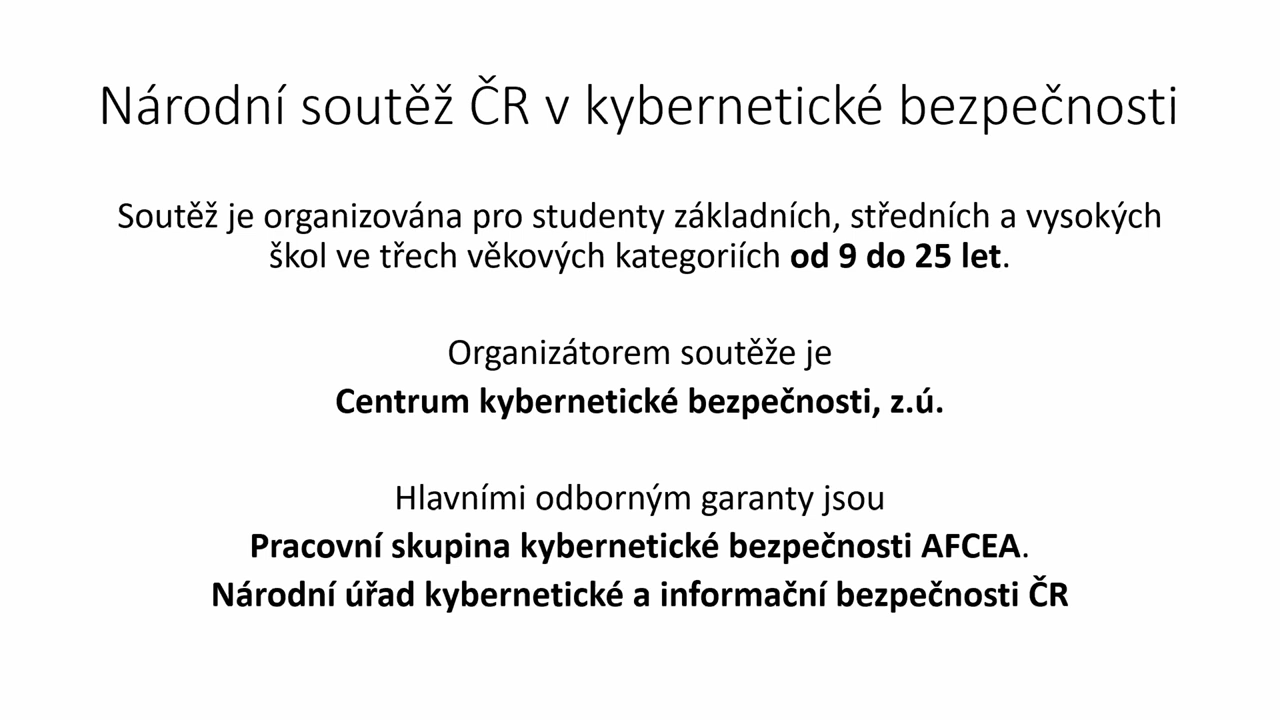 Národní soutěž ČR v kybernetické bezpečnosti
Soutěž je organizována pro studenty základních, středních a vysokých
škol ve třech věkových kategoriích od 9 do 25 let.
Organizátorem soutěže je
Centrum kybernetické bezpečnosti, z.ú.
Hlavními odborným garanty jsou
Pracovní skupina kybernetické bezpečnosti AFCEA.
Národní úřad kybernetické a informační bezpečnosti ČR